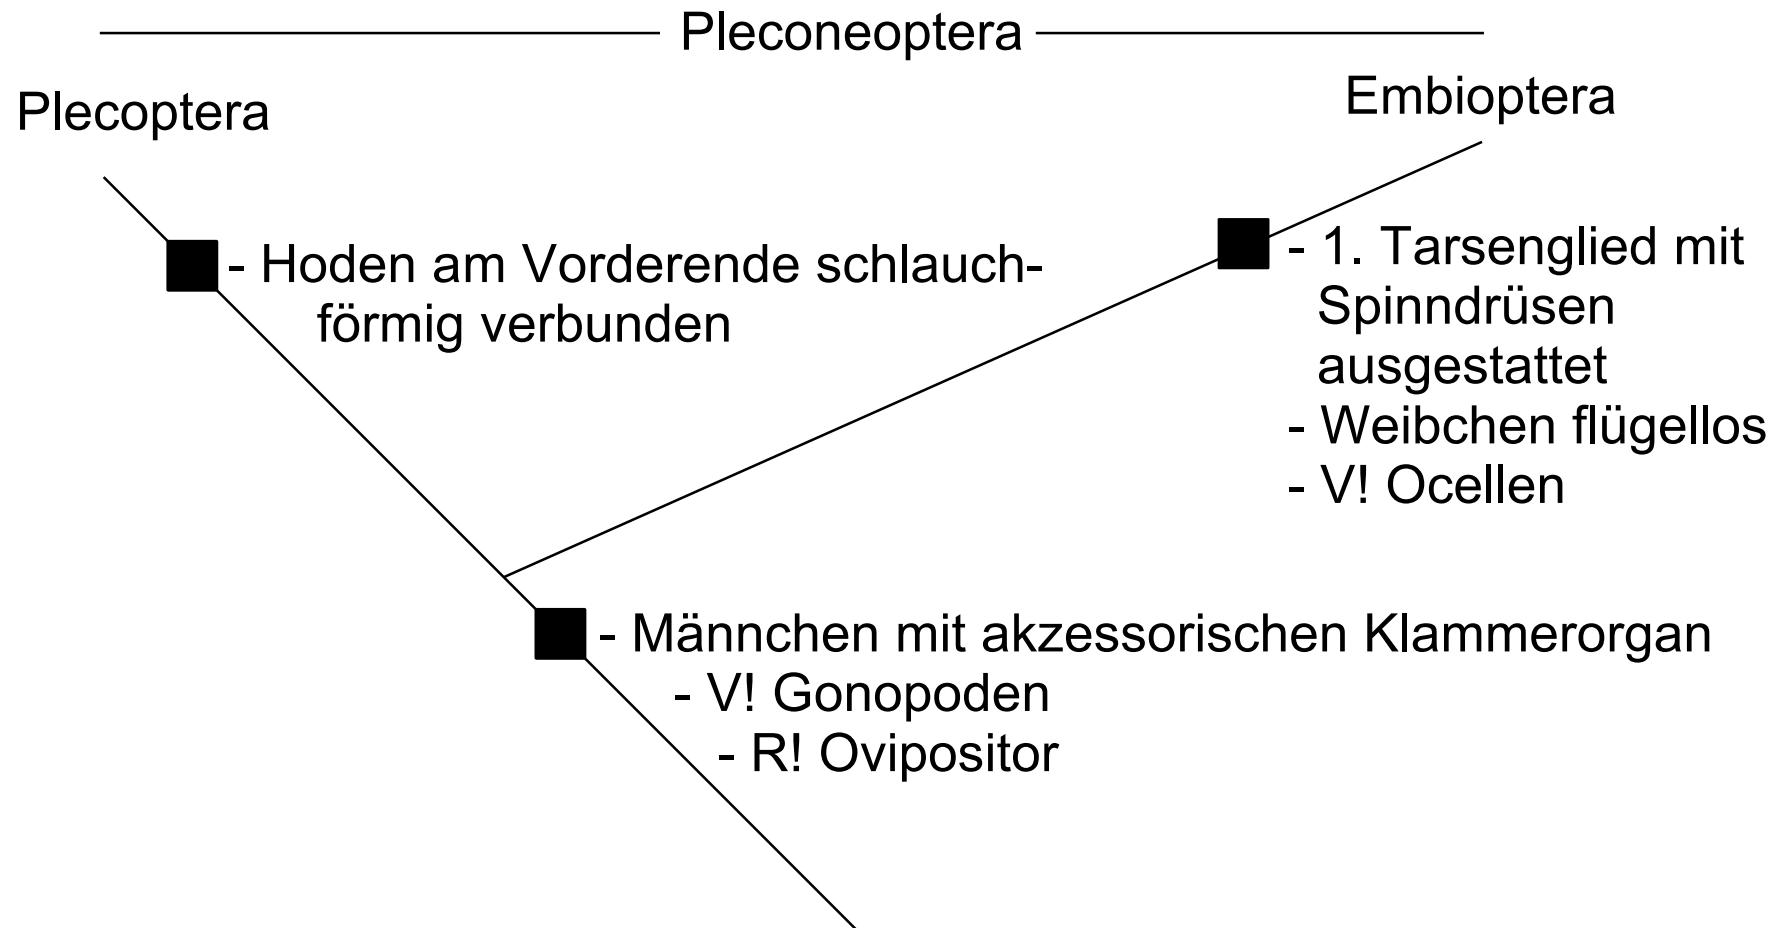 Pleconeoptera
Plecoptera
Embioptera
- Hoden am Vorderende schlauch-
förmig verbunden
- 1. Tarsenglied mit
Spinndrüsen
ausgestattet
- Weibchen flügellos
- V! Ocellen
- Männchen mit akzessorischen Klammerorgan
- V! Gonopoden
- R! Ovipositor